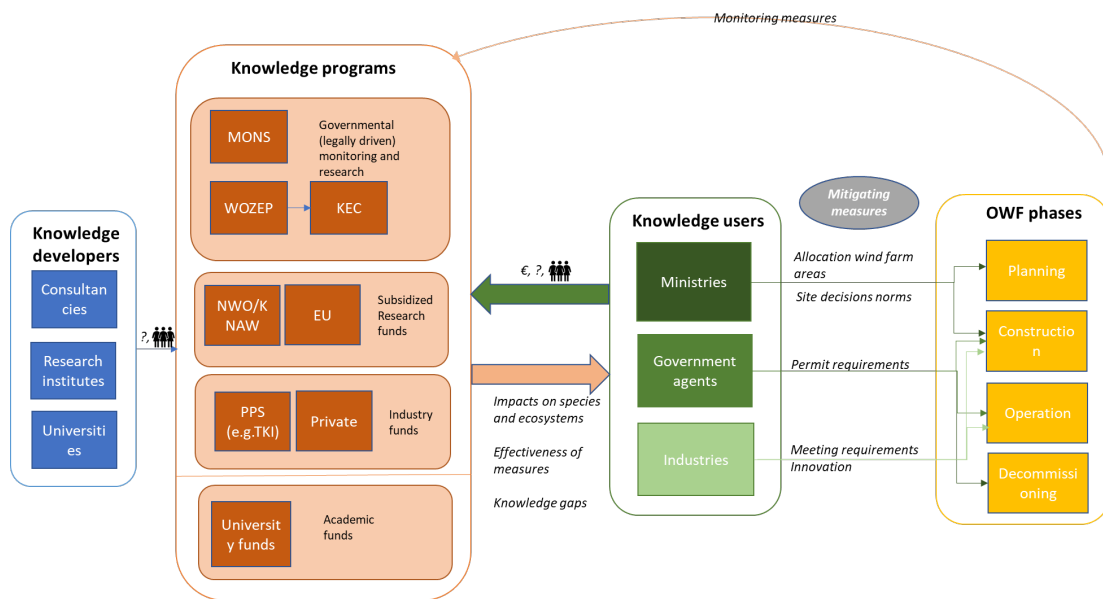 Monitoring measures
Knowledge programs
MONS
Governmental
(legally driven)
monitoring and
research
WOZEP
KEC
Knowledge
developers
Consultan
cies
Research
institutes
Universiti
es
?,
NWO/K
NAW
EU
Subsidized
Research
funds
PPS
(e.g.TKI)
Private
Industry
funds
Universit
y funds
Academic
funds
€, ?,
Impacts on species
and ecosystems
Effectiveness of
measures
Knowledge gaps
Knowledge users
Ministries
Government
agents
Industries
Mitigating
measures
Allocation wind farm
areas
Site decisions norms
Permit requirements
Meeting requirements
Innovation
OWF phases
Planning
Constructio
n
Operation
Decommissi
oning